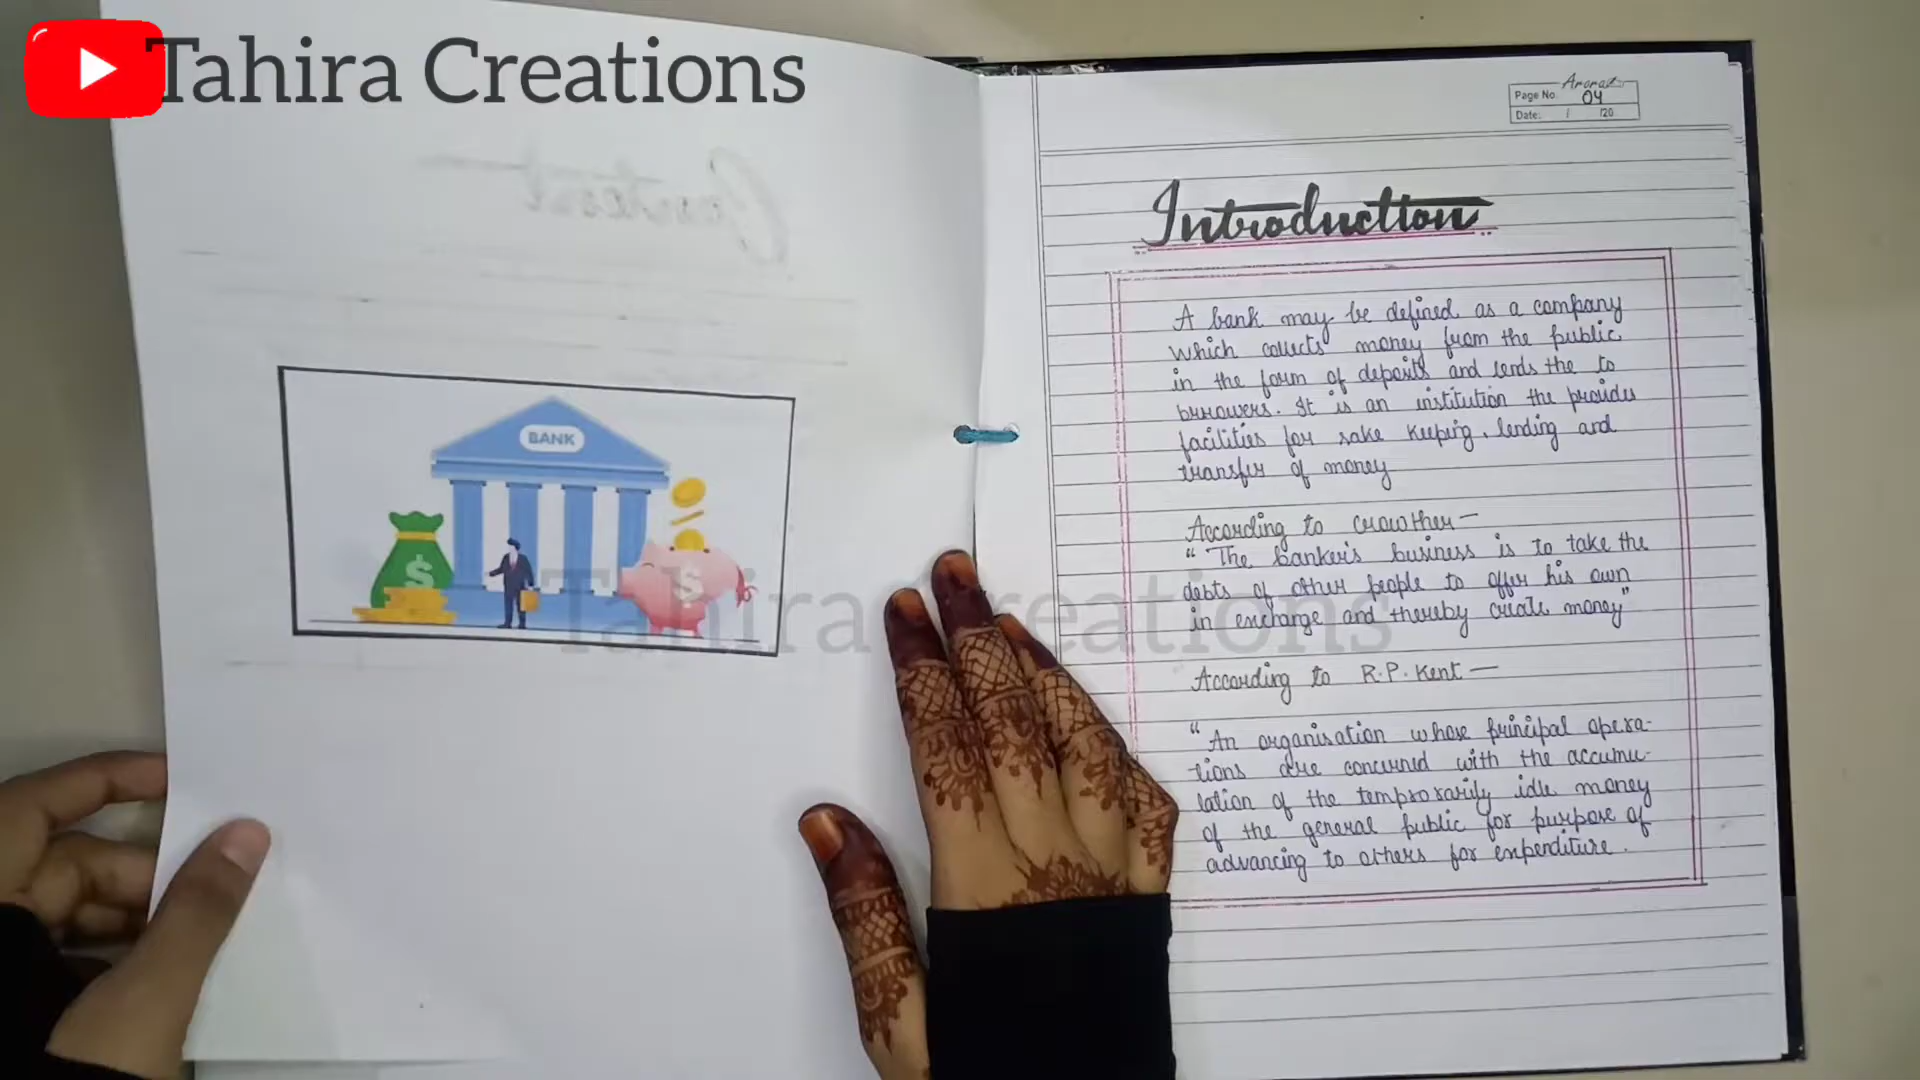 Tahira Creations
BANK
$
Tahira Creations
Page No. 04
Date: / /20
Introduction
A bank may be defined as a company
which collects money from the public
in the form of deposits and lends the to
brrowers. It is an institution the provides
facilities for sake keeping, lending and
transfer of money
According to crowther—
" The banker's business is to take the
debts of other people to offer his own
in exchange and thereby create money"
According to R.P. Kent —
" An organisation whose principal opera-
tions are concerned with the accumu-
lation of the temprorarily idle money
of the general public for purpose of
advancing to others for expenditure.